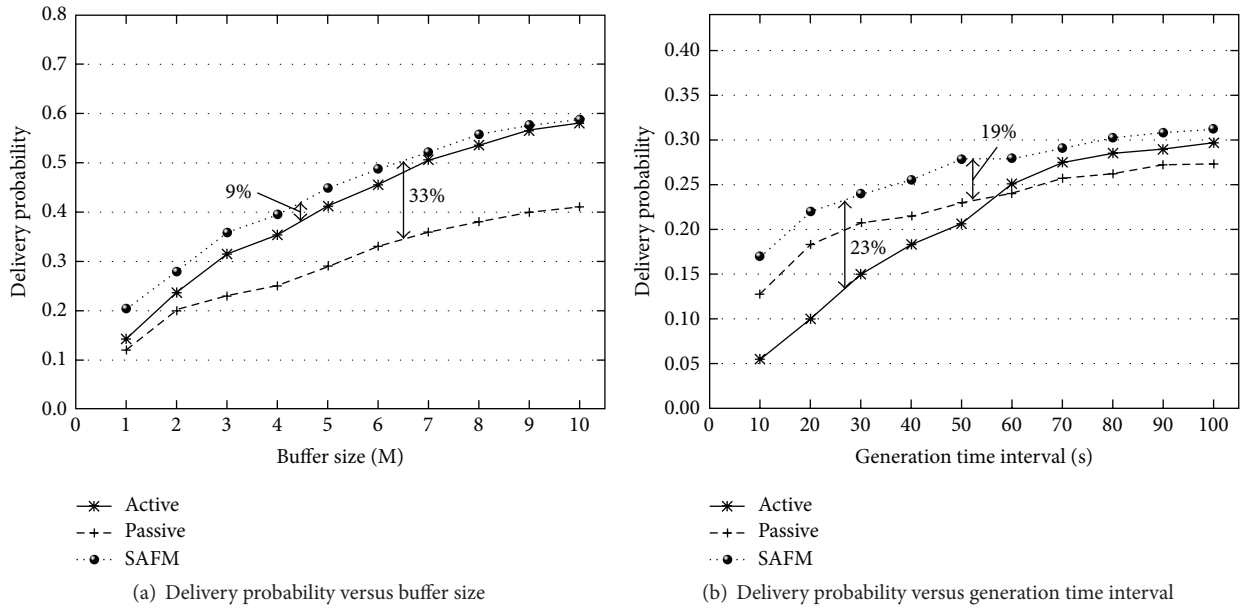 0.8
0.7
0.6
0.5
0.4
0.3
0.2
0.1
0.0
Delivery probability
9%
33%
0 1 2 3 4 5 6 7 8 9 10
Buffer size (M)
Active
Passive
SAFM
(a) Delivery probability versus buffer size
0.40
0.35
0.30
0.25
0.20
0.15
0.10
0.05
0.00
Delivery probability
19%
23%
0 10 20 30 40 50 60 70 80 90 100
Generation time interval (s)
Active
Passive
SAFM
(b) Delivery probability versus generation time interval